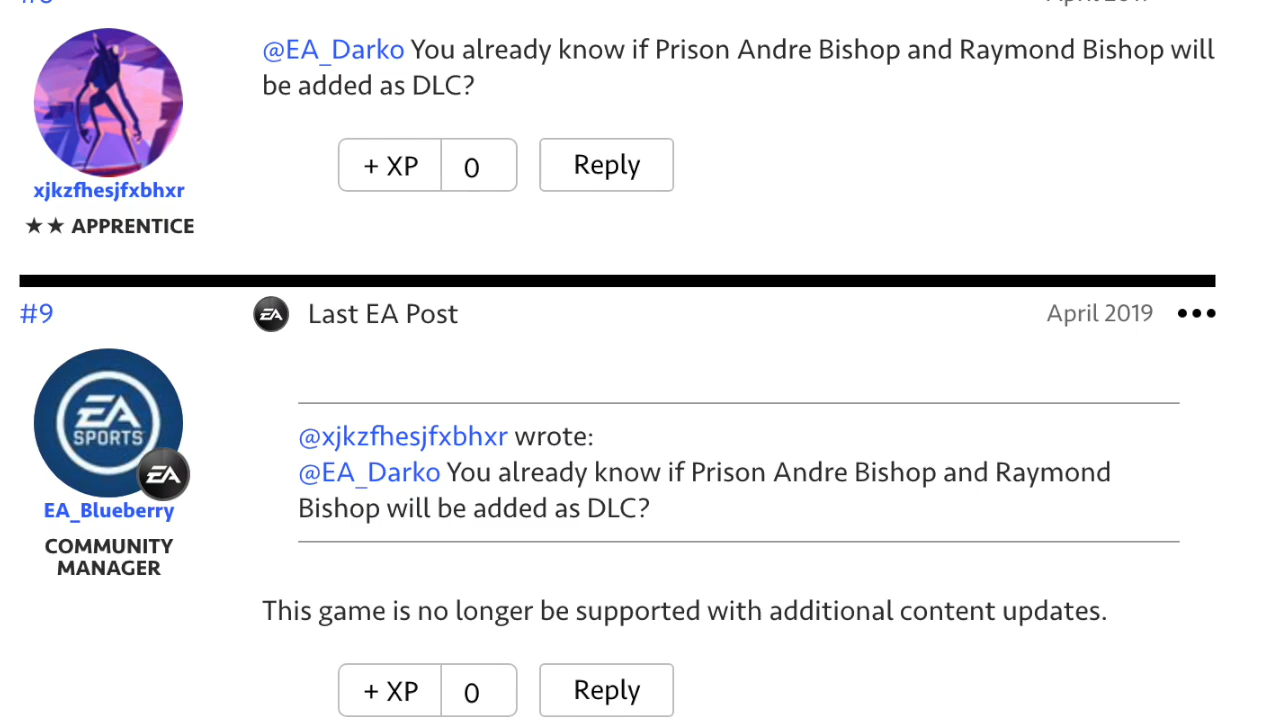 @EA_Darko You already know if Prison Andre Bishop and Raymond Bishop will
be added as DLC?
+ XP 0 Reply
xjkzfhesjfxbhxr
★★ APPRENTICE
#9 EA Last EA Post April 2019 •••
EA
SPORTS
EA
EA_Blueberry
COMMUNITY
MANAGER
@xjkzfhesjfxbhxr wrote:
@EA_Darko You already know if Prison Andre Bishop and Raymond
Bishop will be added as DLC?
This game is no longer be supported with additional content updates.
+ XP 0 Reply